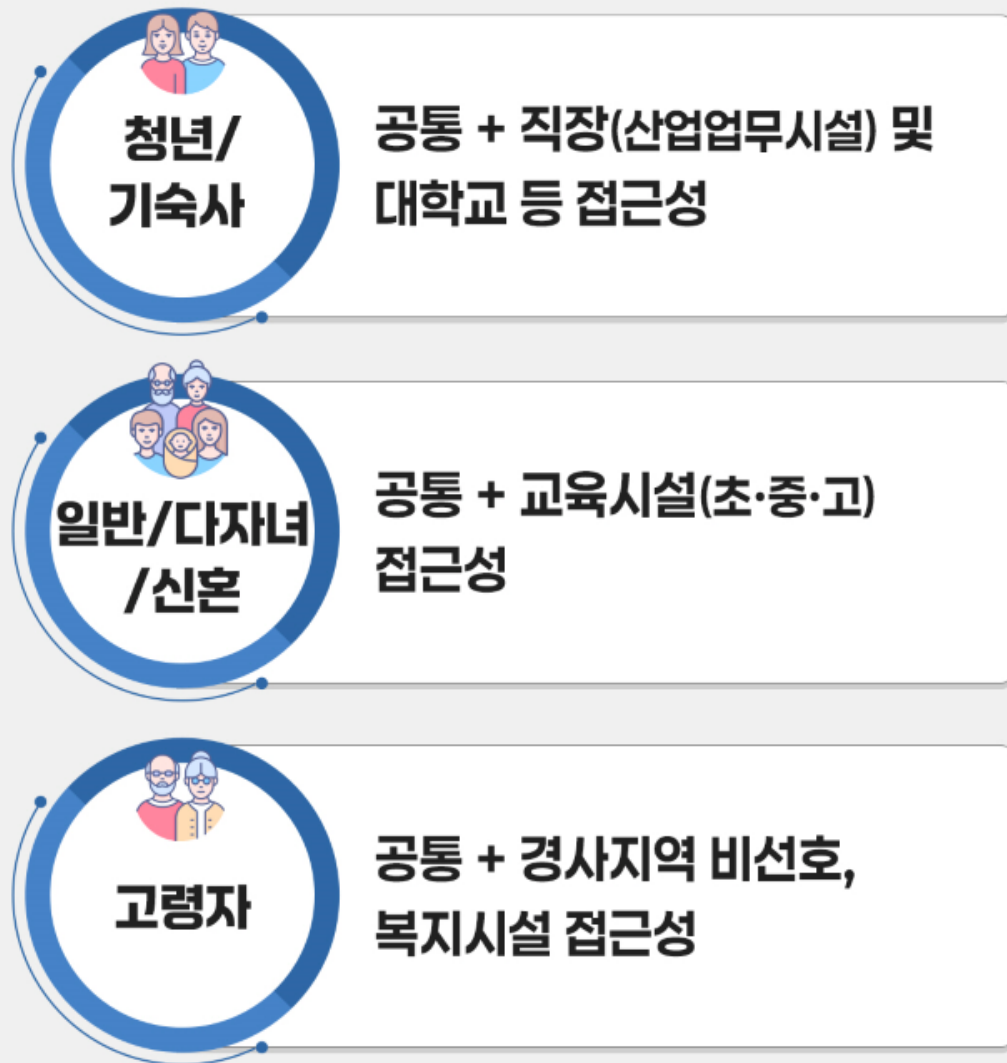 청년/
기숙사
공통 + 직장(산업업무시설) 및
대학교 등 접근성
일반/다자녀
/신혼
공통 + 교육시설(초·중·고)
접근성
고령자
공통 + 경사지역 비선호,
복지시설 접근성